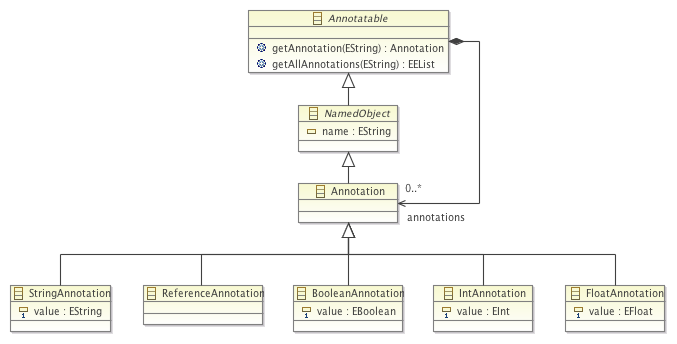 Annotatable
getAnnotation(EString) : Annotation
getAllAnnotations(EString) : EEList
NamedObject
name : EString
Annotation
0..*
annotations
StringAnnotation
value : EString
ReferenceAnnotation
BooleanAnnotation
value : EBoolean
IntAnnotation
value : EInt
FloatAnnotation
value : EFloat